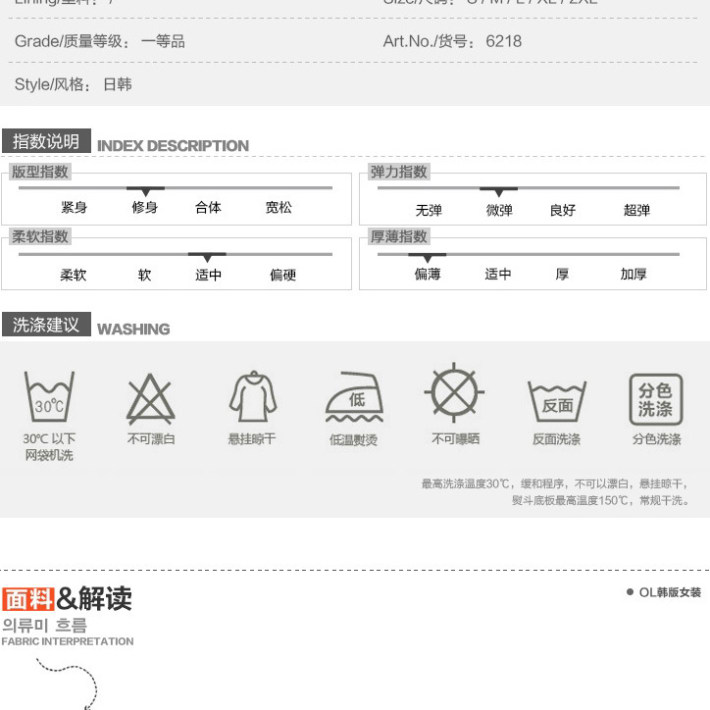 Grade/质量等级： 一等品
Art.No./货号： 6218
Style/风格： 日韩
指数说明 INDEX DESCRIPTION
版型指数
紧身 修身 合体 宽松
弹力指数
无弹 微弹 良好 超弹
柔软指数
柔软 软 适中 偏硬
厚薄指数
偏薄 适中 厚 加厚
洗涤建议 WASHING
30℃
低
反面
分色
洗涤
30℃ 以下
网袋机洗
不可漂白
悬挂晾干
低温熨烫
不可曝晒
反面洗涤
分色洗涤
最高洗涤温度30℃，缓和程序，不可以漂白，悬挂晾干，
熨斗底板最高温度150℃，常规干洗。
面料&解读
● OL韩版女装
의류미 흐름
FABRIC INTERPRETATION